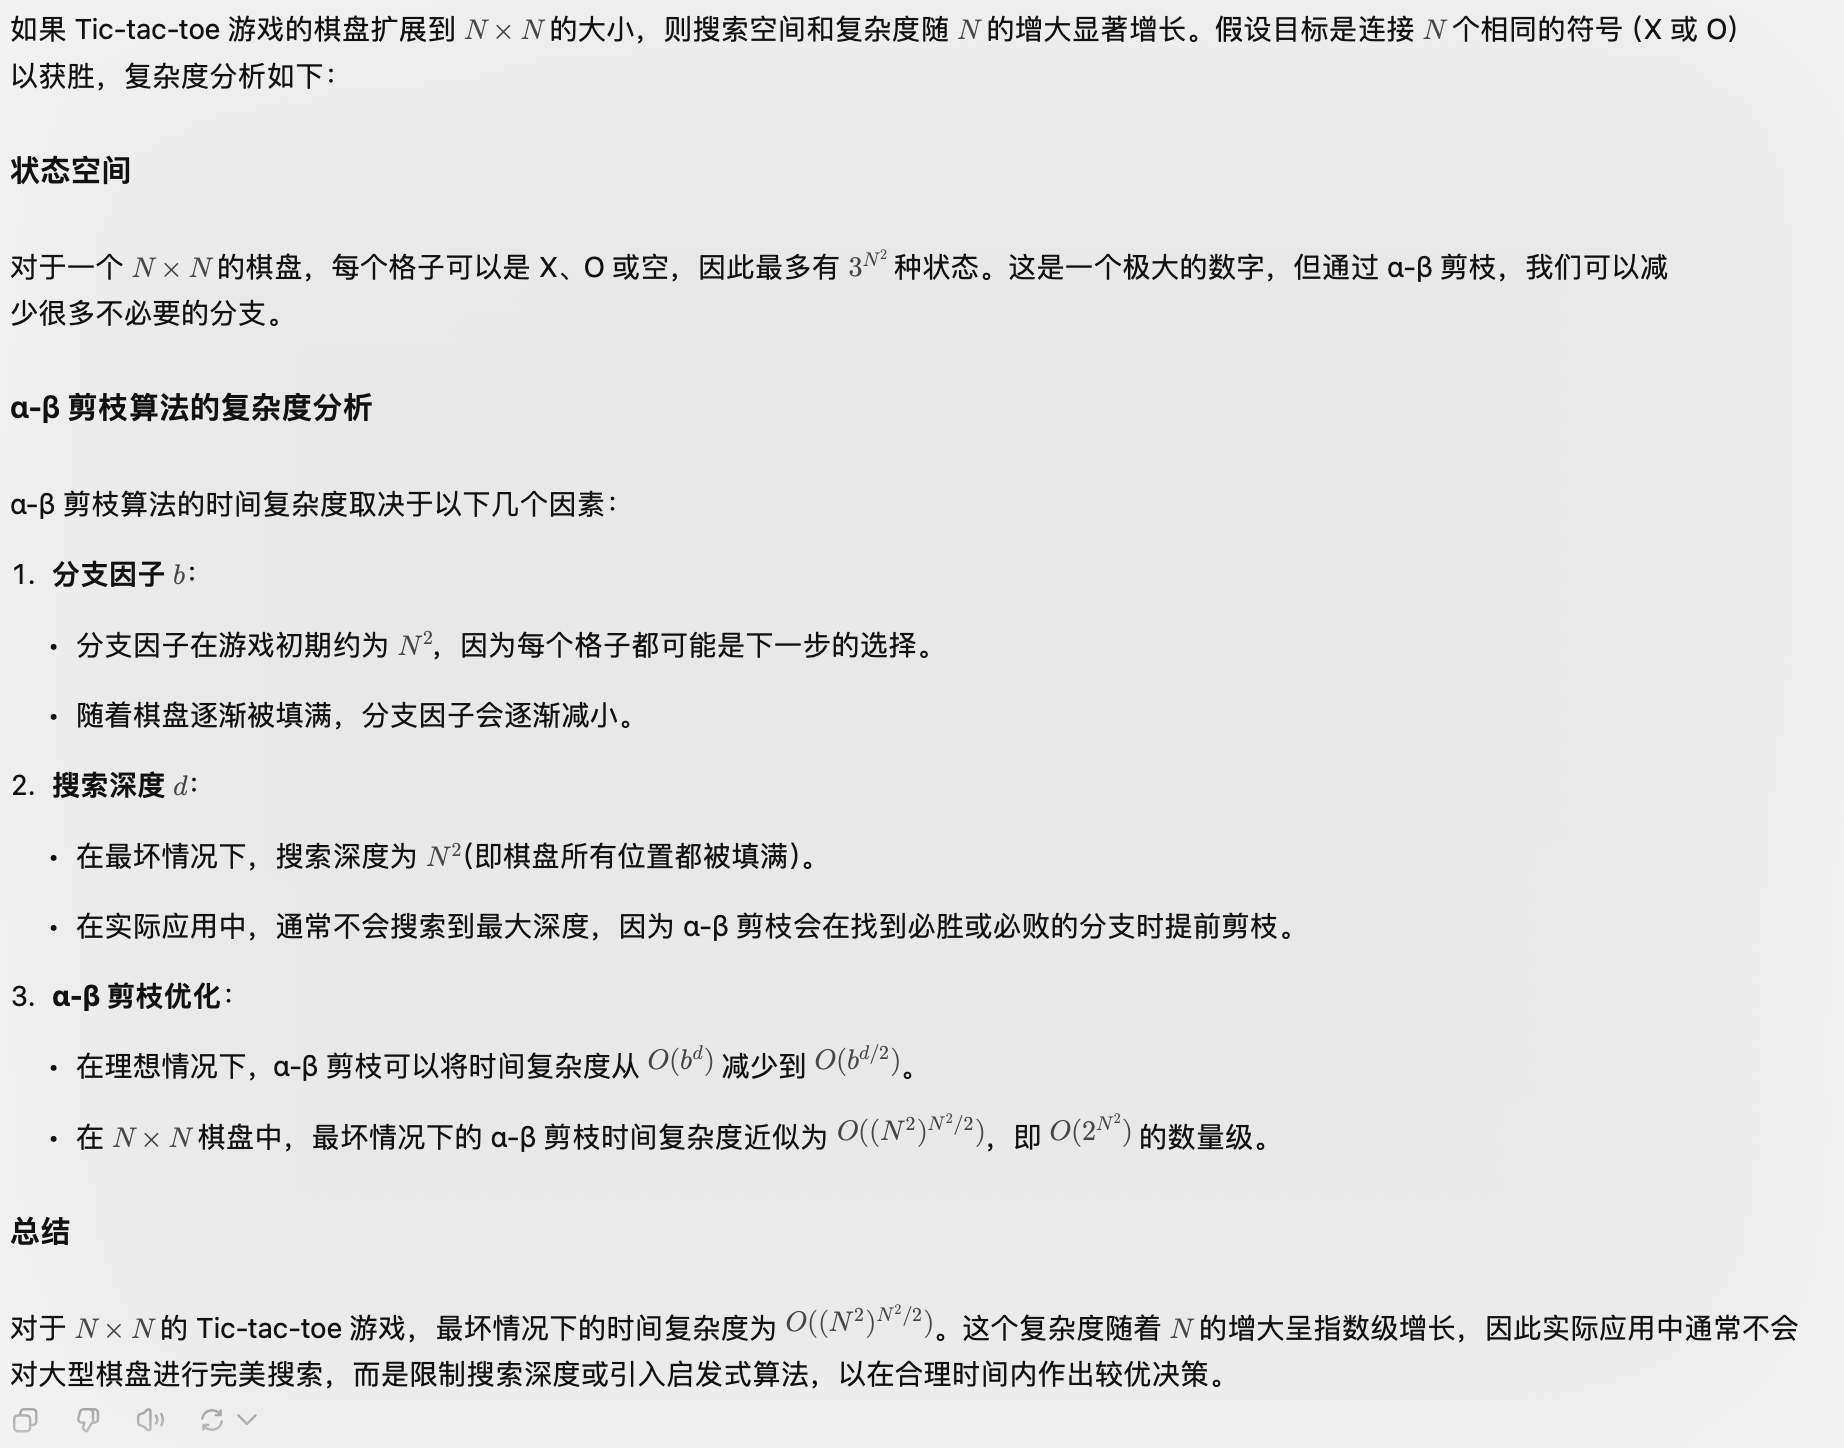 如果 Tic-tac-toe 游戏的棋盘扩展到 N × N 的大小，则搜索空间和复杂度随 N 的增大显著增长。假设目标是连接 N 个相同的符号 (X 或 O)
以获胜，复杂度分析如下：
状态空间
对于一个 N × N 的棋盘，每个格子可以是 X、O 或空，因此最多有 3^{N^2} 种状态。这是一个极大的数字，但通过 α-β 剪枝，我们可以减
少很多不必要的分支。
α-β 剪枝算法的复杂度分析
α-β 剪枝算法的时间复杂度取决于以下几个因素：
1. 分支因子 b：
• 分支因子在游戏初期约为 N^2，因为每个格子都可能是下一步的选择。
• 随着棋盘逐渐被填满，分支因子会逐渐减小。
2. 搜索深度 d：
• 在最坏情况下，搜索深度为 N^2(即棋盘所有位置都被填满)。
• 在实际应用中，通常不会搜索到最大深度，因为 α-β 剪枝会在找到必胜或必败的分支时提前剪枝。
3. α-β 剪枝优化：
• 在理想情况下，α-β 剪枝可以将时间复杂度从 O(b^d) 减少到 O(b^{d/2})。
• 在 N × N 棋盘中，最坏情况下的 α-β 剪枝时间复杂度近似为 O((N^2)^{N^2/2})，即 O(2^{N^2}) 的数量级。
总结
对于 N × N 的 Tic-tac-toe 游戏，最坏情况下的时间复杂度为 O((N^2)^{N^2/2})。这个复杂度随着 N 的增大呈指数级增长，因此实际应用中通常不会
对大型棋盘进行完美搜索，而是限制搜索深度或引入启发式算法，以在合理时间内作出较优决策。